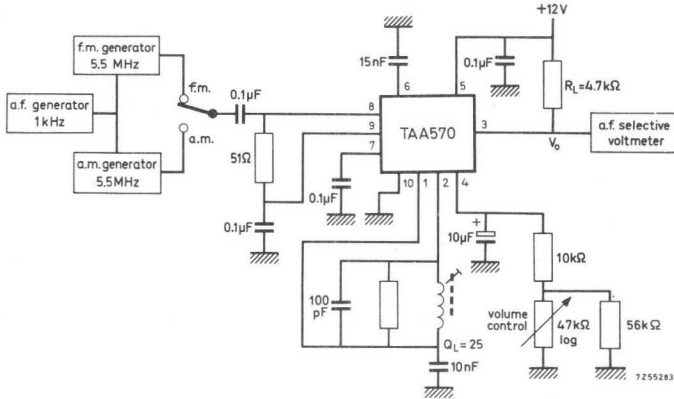 +12V
f.m. generator
5,5 MHz
a.f. generator
1kHz
a.m. generator
5,5MHz
f.m.
a.m.
0.1µF
51Ω
0.1µF
15nF
6
5
0.1µF
RL=4.7kΩ
8
9
7
TAA570
3
Vo
a.f. selective
voltmeter
10
1
2
4
0.1µF
+
10µF
10kΩ
100
pF
QL=25
10nF
volume
control
47kΩ
log
56kΩ
7Z55283